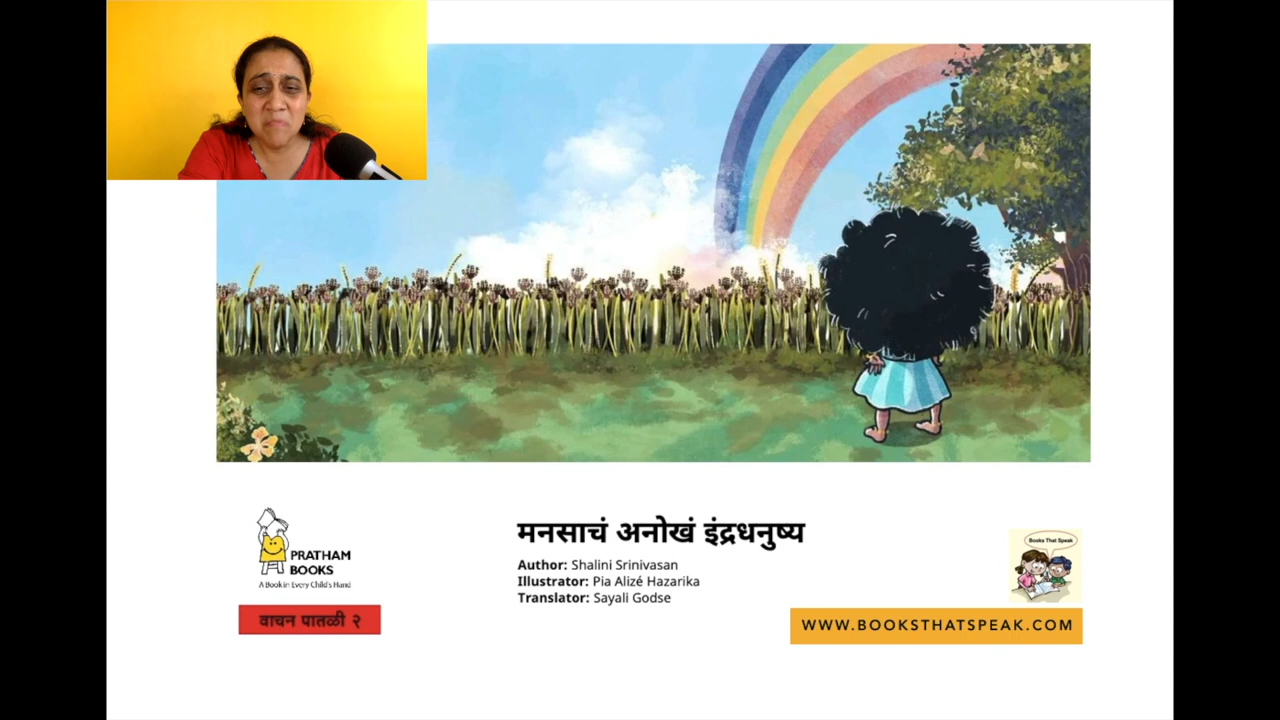 मनसाचं अनोखं इंद्रधनुष्य
Author: Shalini Srinivasan
Illustrator: Pia Alizé Hazarika
Translator: Sayali Godse
PRATHAM
BOOKS
A Book in Every Child's Hand
वाचन पातळी २
Books That Speak
WWW.BOOKSTHATSPEAK.COM